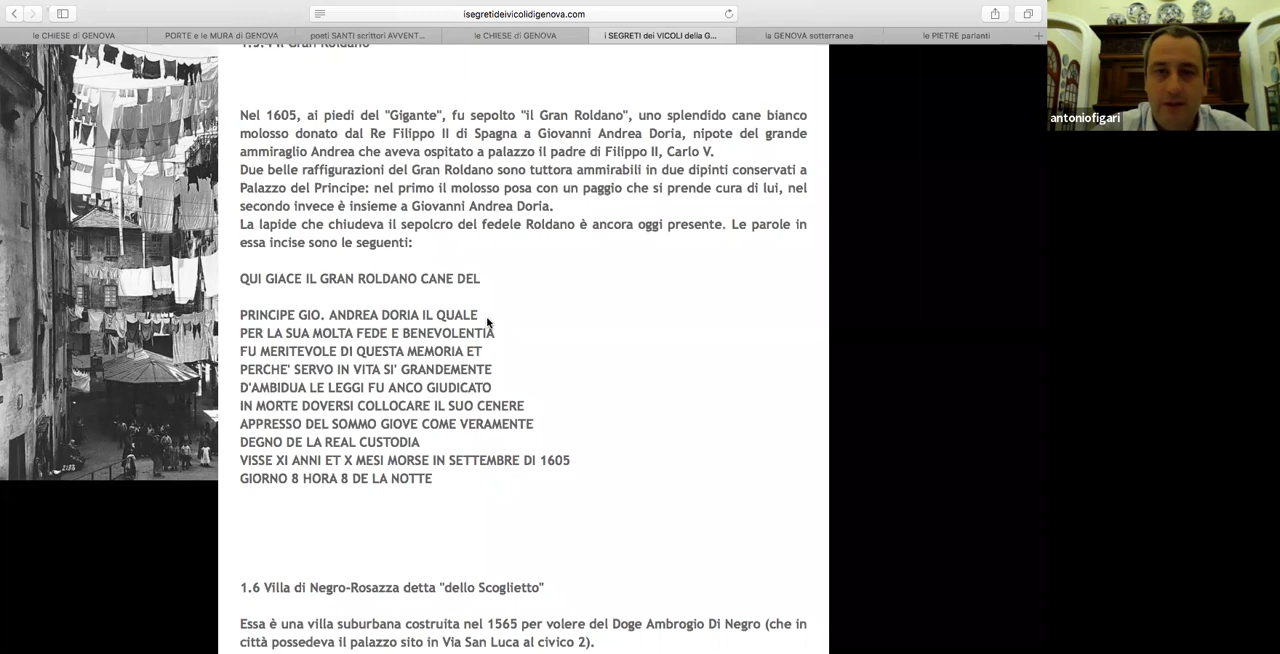 isegretideivicolidigenova.com
le CHIESE di GENOVA
PORTE e le MURA di GENOVA
poeti SANTI scrittori AVVENT...
le CHIESE di GENOVA
i SEGRETI dei VICOLI della G...
la GENOVA sotterranea
le PIETRE parlanti
antoniofigari
1.5.4 Il Gran Roldano
Nel 1605, ai piedi del "Gigante", fu sepolto "il Gran Roldano", uno splendido cane bianco
molosso donato dal Re Filippo II di Spagna a Giovanni Andrea Doria, nipote del grande
ammiraglio Andrea che aveva ospitato a palazzo il padre di Filippo II, Carlo V.
Due belle raffigurazioni del Gran Roldano sono tuttora ammirabili in due dipinti conservati a
Palazzo del Principe: nel primo il molosso posa con un paggio che si prende cura di lui, nel
secondo invece è insieme a Giovanni Andrea Doria.
La lapide che chiudeva il sepolcro del fedele Roldano è ancora oggi presente. Le parole in
essa incise sono le seguenti:
QUI GIACE IL GRAN ROLDANO CANE DEL
PRINCIPE GIO. ANDREA DORIA IL QUALE
PER LA SUA MOLTA FEDE E BENEVOLENTIA
FU MERITEVOLE DI QUESTA MEMORIA ET
PERCHE' SERVO IN VITA SI' GRANDEMENTE
D'AMBIDUA LE LEGGI FU ANCO GIUDICATO
IN MORTE DOVERSI COLLOCARE IL SUO CENERE
APPRESSO DEL SOMMO GIOVE COME VERAMENTE
DEGNO DE LA REAL CUSTODIA
VISSE XI ANNI ET X MESI MORSE IN SETTEMBRE DI 1605
GIORNO 8 HORA 8 DE LA NOTTE
1.6 Villa di Negro-Rosazza detta "dello Scoglietto"
Essa è una villa suburbana costruita nel 1565 per volere del Doge Ambrogio Di Negro (che in
città possedeva il palazzo sito in Via San Luca al civico 2).